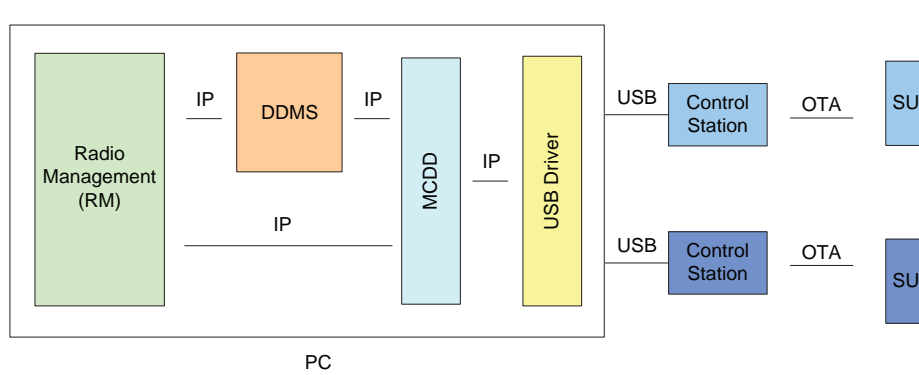 IP
DDMS
IP
USB
Control
Station
OTA
SU
Radio
Management
(RM)
MCDD
IP
USB Driver
IP
USB
Control
Station
OTA
SU
PC